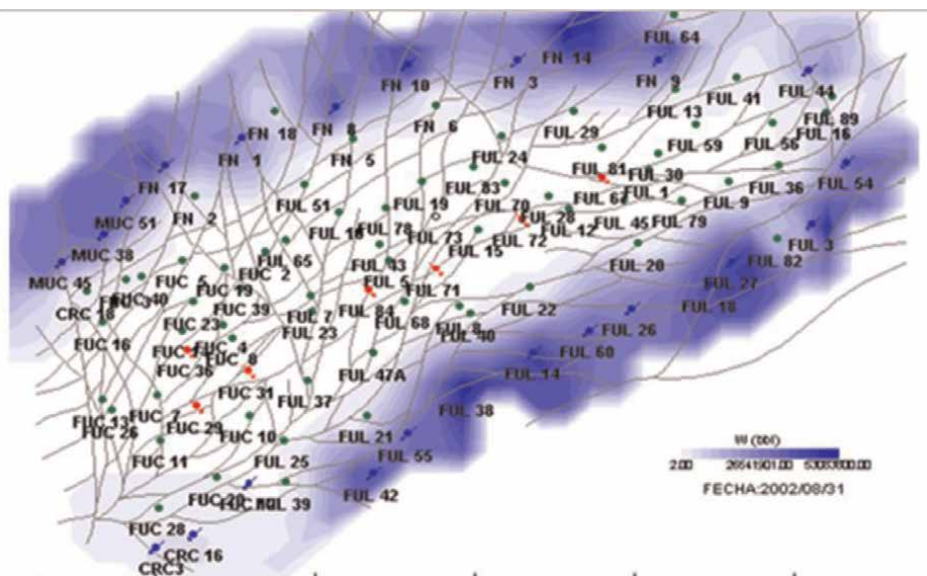 FUL 64
FN 14
FN 10
FN 3
FN 9
FUL 44
FUL 41
FUL 13
FUL 89
FUL 16
FN 8
FN 6
FUL 29
FN 18
FUL 59
FUL 56
FN 1
FN 5
FUL 24
FUL 81
FUL 30
FUL 54
FN 17
FUL 83
FUL 1
FUL 36
FUL 67
FUL 9
MUC 51
FN 2
FUL 51
FUL 19
FUL 70
FUL 28
FUL 45
FUL 79
FUL 12
FUL 78
FUL 73
FUL 72
FUL 3
MUC 38
FUL 65
FUL 15
FUL 20
FUL 82
FUL 43
MUC 45
FUC 5
FUC 2
FUL 5
FUL 71
FUL 27
FUC 19
FUC 40
FUC 39
FUL 7
FUL 84
FUL 22
FUL 18
CRC 18
FUC 23
FUL 23
FUL 68
FUL 8
FUL 40
FUL 26
FUC 16
FUC 4
FUC 8
FUL 60
FUC 36
FUL 47A
FUL 14
FUC 31
FUL 37
FUL 38
FUC 13
FUC 7
FUC 29
FUC 26
FUC 10
FUL 21
FUL 55
W (bbl)
FUC 11
FUL 25
2.00 26541901.00 53083800.00
FUC 20
FUL 39
FUL 42
FECHA:2002/08/31
FUC 28
CRC 16
CRC3